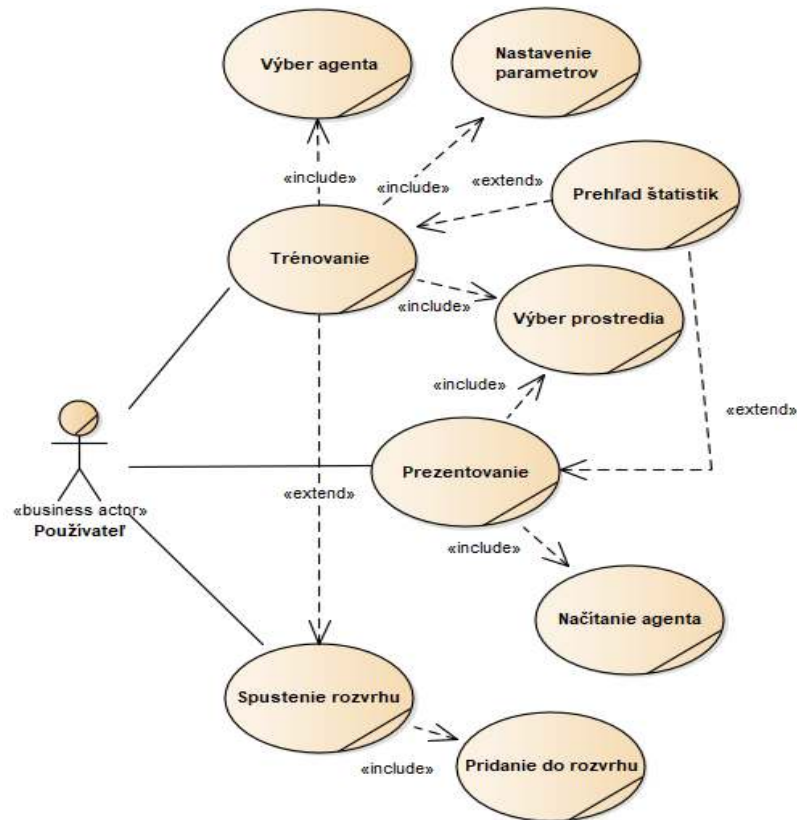 Výber agenta
Nastavenie
parametrov
«include»
«include»
«extend»
Prehľad štatistik
Trénovanie
«include»
Výber prostredia
«include»
«extend»
Prezentovanie
«extend»
«business actor»
Používateľ
«include»
Načítanie agenta
Spustenie rozvrhu
«include»
Pridanie do rozvrhu